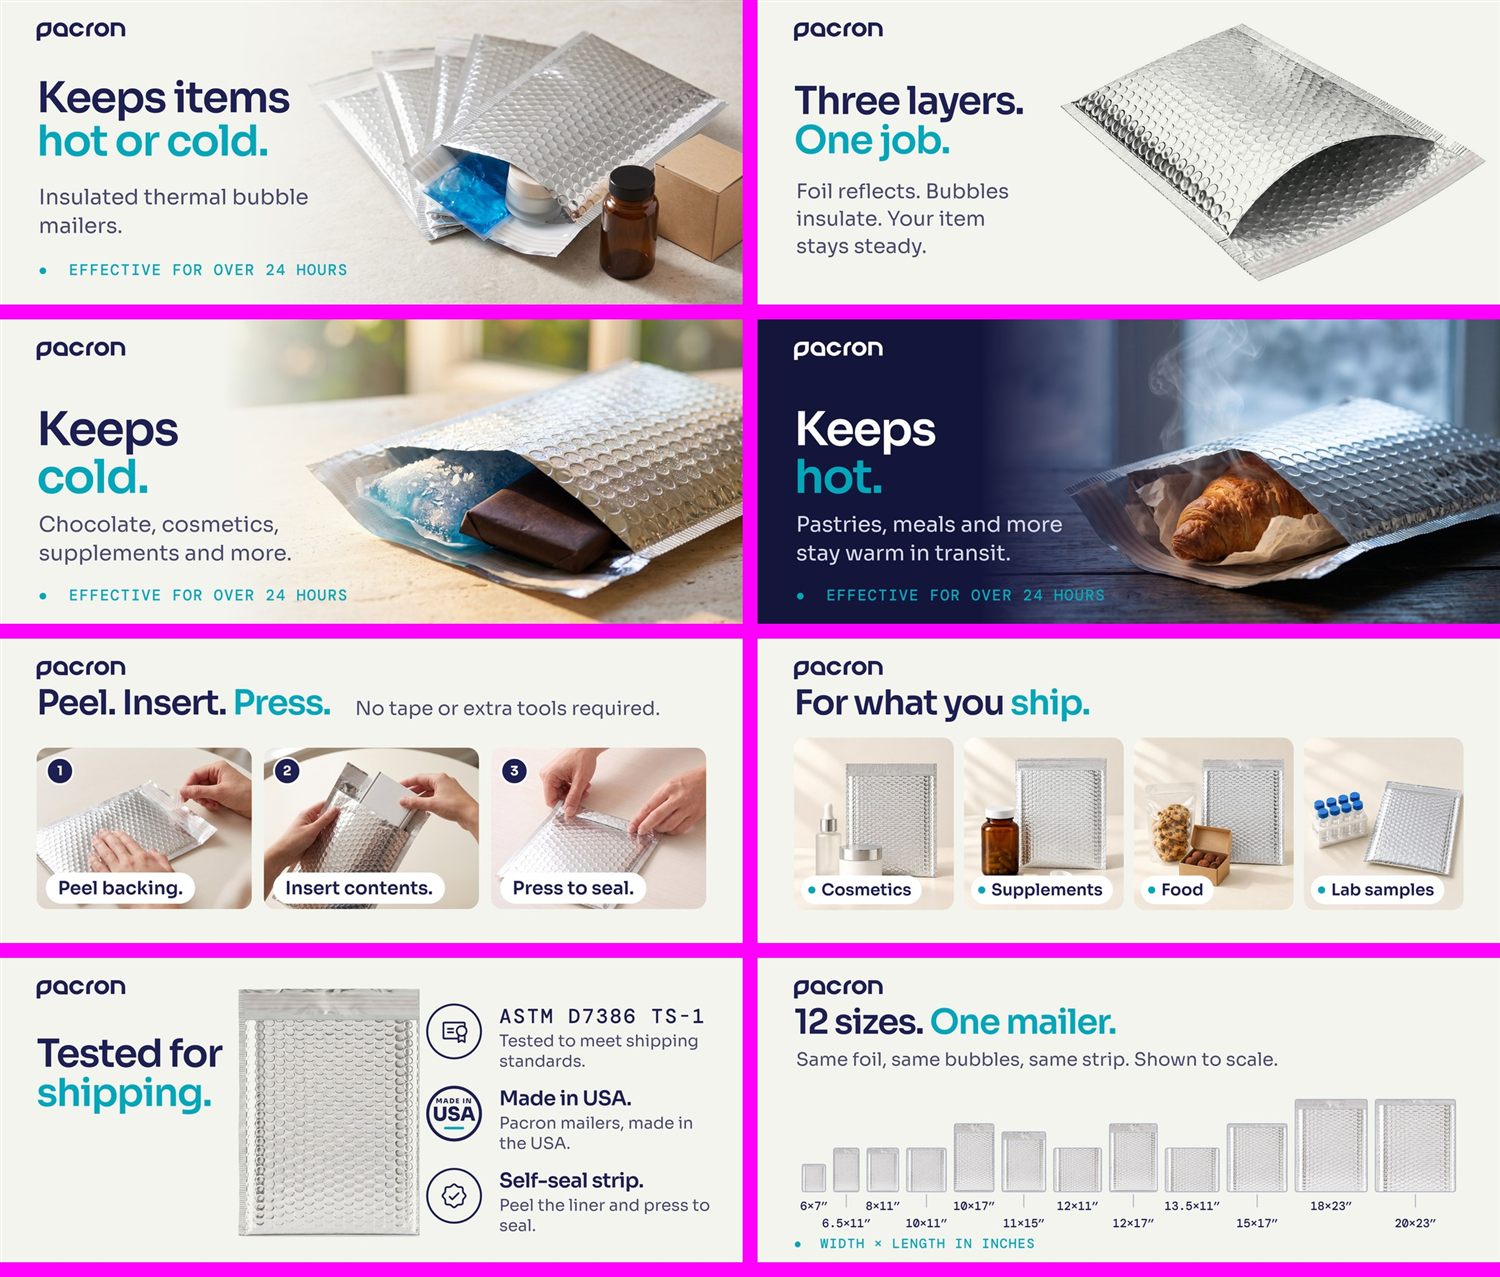 pacron
Keeps items
hot or cold.
Insulated thermal bubble
mailers.
• EFFECTIVE FOR OVER 24 HOURS
pacron
Three layers.
One job.
Foil reflects. Bubbles
insulate. Your item
stays steady.
pacron
Keeps
cold.
Chocolate, cosmetics,
supplements and more.
• EFFECTIVE FOR OVER 24 HOURS
pacron
Keeps
hot.
Pastries, meals and more
stay warm in transit.
• EFFECTIVE FOR OVER 24 HOURS
pacron
Peel. Insert. Press. No tape or extra tools required.
1
2
3
Peel backing.
Insert contents.
Press to seal.
pacron
For what you ship.
• Cosmetics
• Supplements
• Food
• Lab samples
pacron
Tested for
shipping.
ASTM D7386 TS-1
Tested to meet shipping
standards.
MADE IN
USA
Made in USA.
Pacron mailers, made in
the USA.
Self-seal strip.
Peel the liner and press to
seal.
pacron
12 sizes. One mailer.
Same foil, same bubbles, same strip. Shown to scale.
6×7″
6.5×11″
8×11″
10×11″
10×17″
11×15″
12×11″
12×17″
13.5×11″
15×17″
18×23″
20×23″
• WIDTH × LENGTH IN INCHES